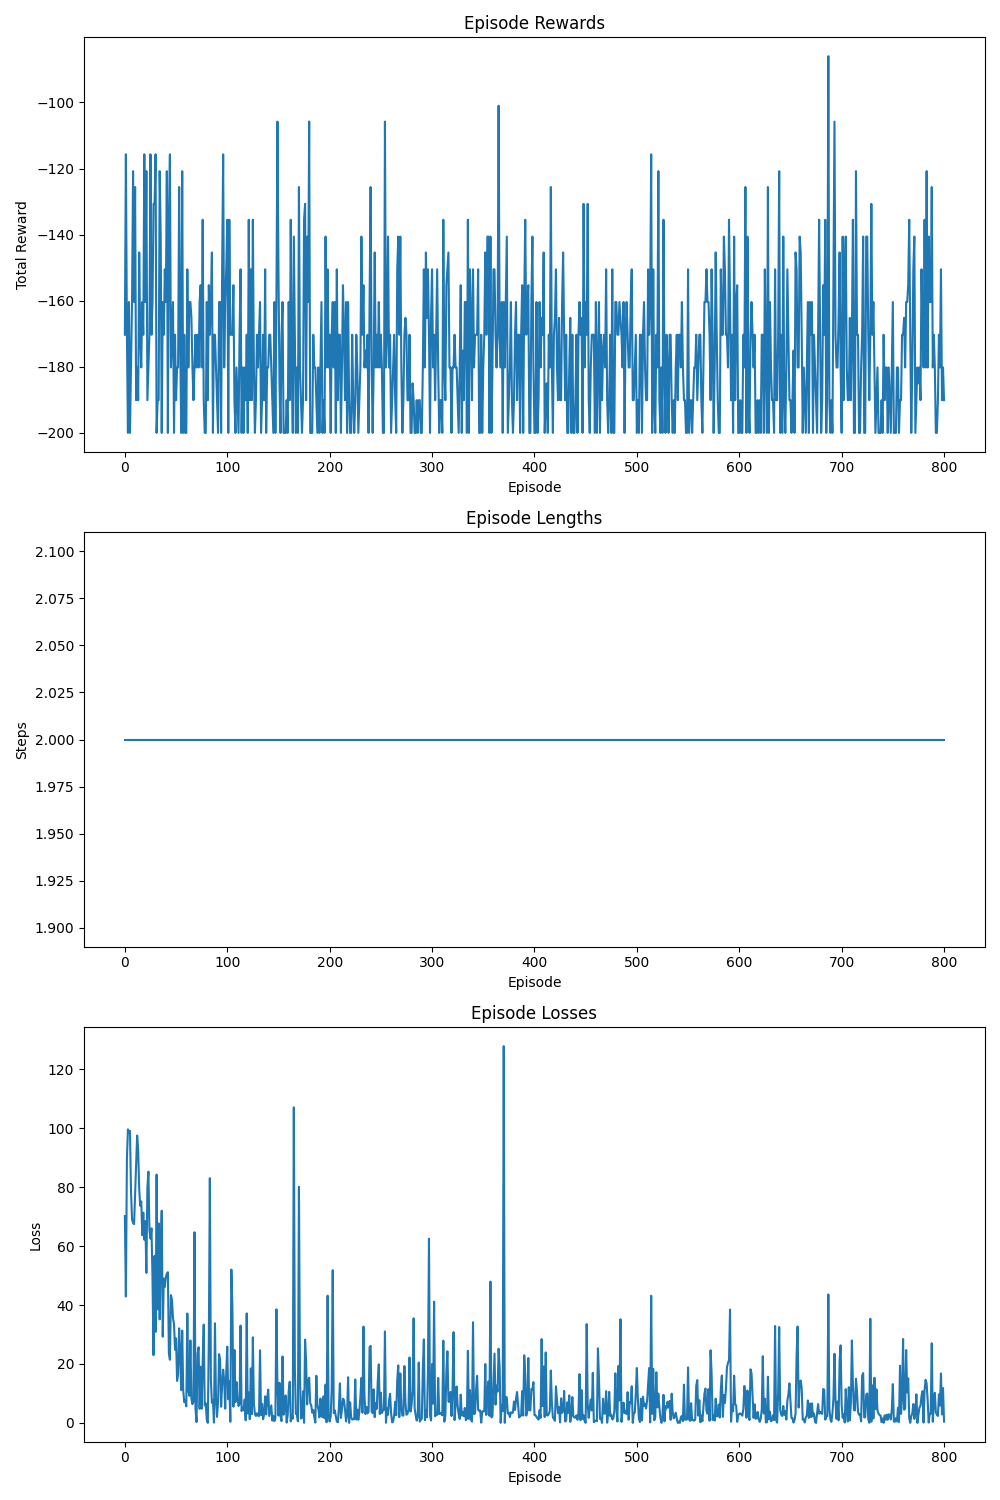 Episode Rewards
−100
−120
−140
−160
−180
−200
Total Reward
0 100 200 300 400 500 600 700 800
Episode
Episode Lengths
2.100
2.075
2.050
2.025
2.000
1.975
1.950
1.925
1.900
Steps
0 100 200 300 400 500 600 700 800
Episode
Episode Losses
120
100
80
60
40
20
0
Loss
0 100 200 300 400 500 600 700 800
Episode